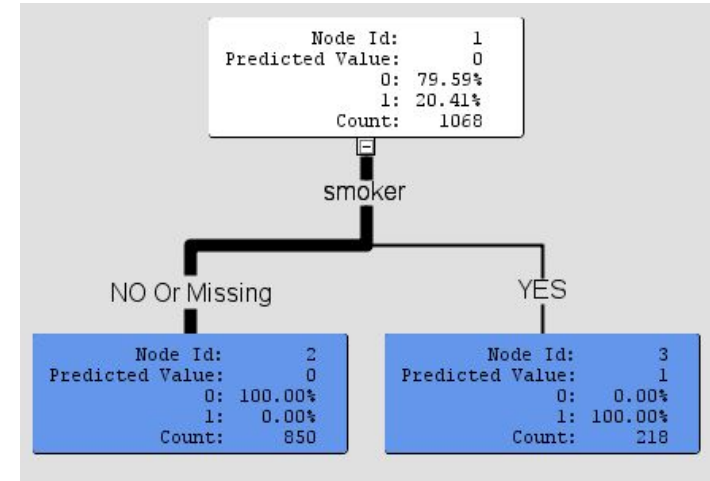 Node Id: 1
Predicted Value: 0
0: 79.59%
1: 20.41%
Count: 1068
smoker
NO Or Missing
YES
Node Id: 2
Predicted Value: 0
0: 100.00%
1: 0.00%
Count: 850
Node Id: 3
Predicted Value: 1
0: 0.00%
1: 100.00%
Count: 218